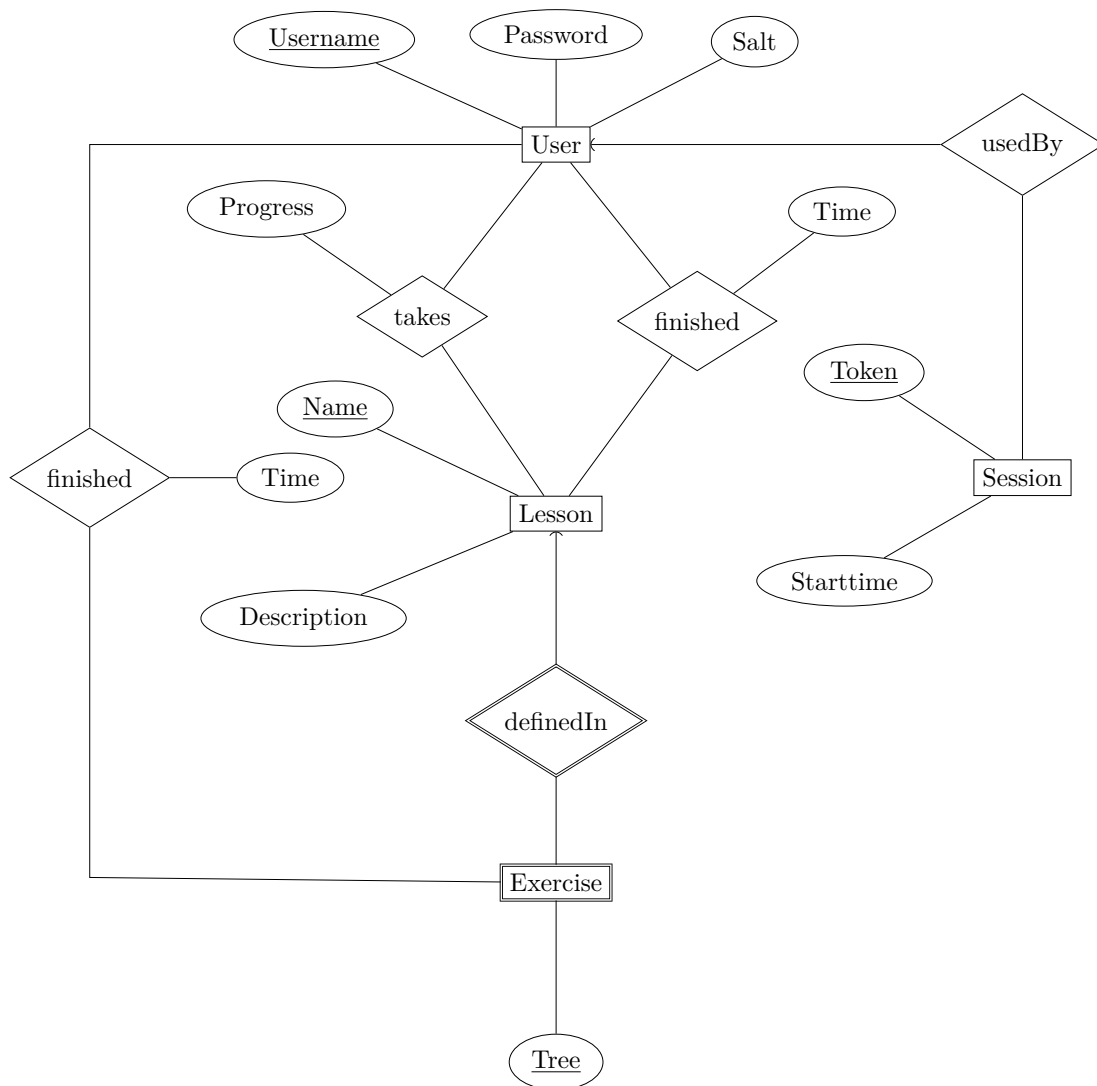 Username
Password
Salt
User
usedBy
Progress
Time
takes
finished
Token
Name
finished
Time
Session
Lesson
Starttime
Description
definedIn
Exercise
Tree